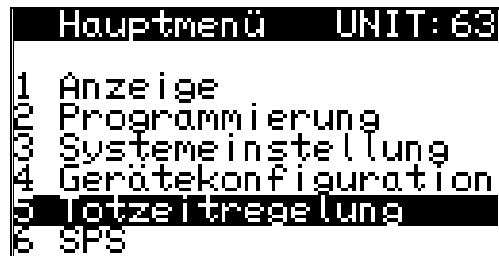 Hauptmenü UNIT:63
1 Anzeige
2 Programmierung
3 Systemeinstellung
4 Gerätekonfiguration
5 Totzeitregelung
6 SPS